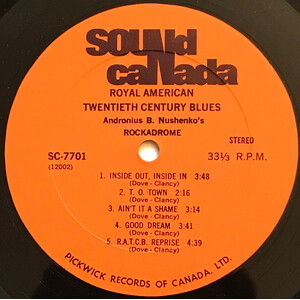 SOUNd
caNada
ROYAL AMERICAN
TWENTIETH CENTURY BLUES
Andronius B. Nushenko's
ROCKADROME
STEREO
SC-7701 33⅓ R.P.M.
(12002)
1. INSIDE OUT, INSIDE IN 3:48
(Dove - Clancy)
2. T. O. TOWN 2:16
(Dove - Clancy)
3. AIN'T IT A SHAME 3:14
(Dove - Clancy)
4. GOOD DREAM 3:41
(Dove - Clancy)
5. R.A.T.C.B. REPRISE 4:39
(Dove - Clancy)
PICKWICK RECORDS OF CANADA, LTD.